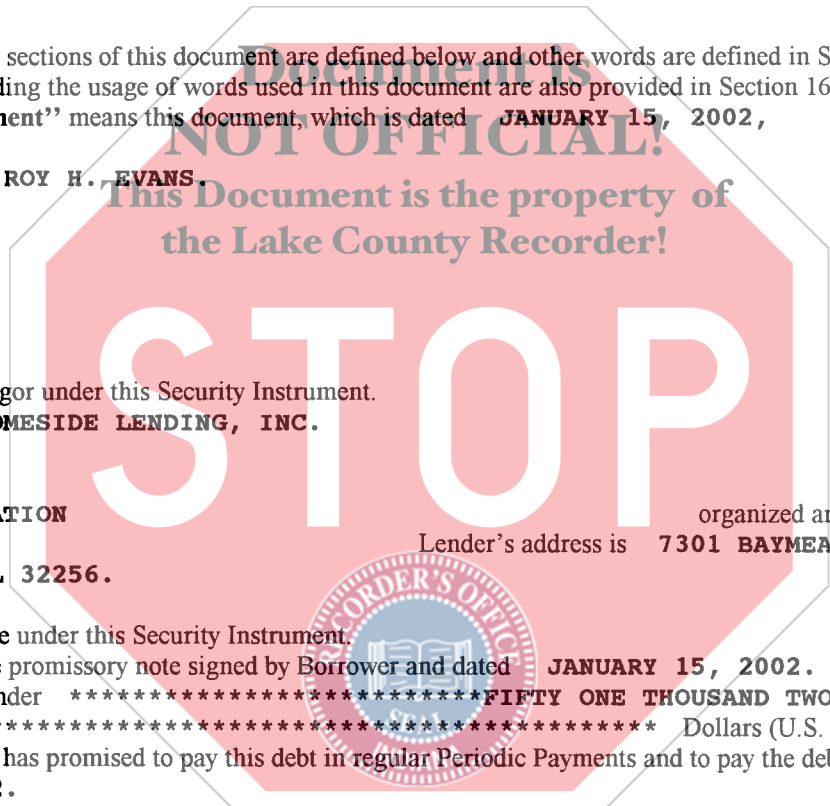 sections of this document are defined below and other words are defined in S
Document is
ding the usage of words used in this document are also provided in Section 16
nent” means this document, which is dated JANUARY 15, 2002,
NOT OFFICIAL!
ROY H. EVANS.
This Document is the property of
the Lake County Recorder!
STOP
gor under this Security Instrument.
OMESIDE LENDING, INC.
ATION organized an
Lender's address is 7301 BAYMEA
L 32256.
RECORDER'S OFFICE
SEAL
INDIANA
e under this Security Instrument.
e promissory note signed by Borrower and dated JANUARY 15, 2002.
nder ****************************FIFTY ONE THOUSAND TWO
********************************************* Dollars (U.S.
has promised to pay this debt in regular Periodic Payments and to pay the deb
2.